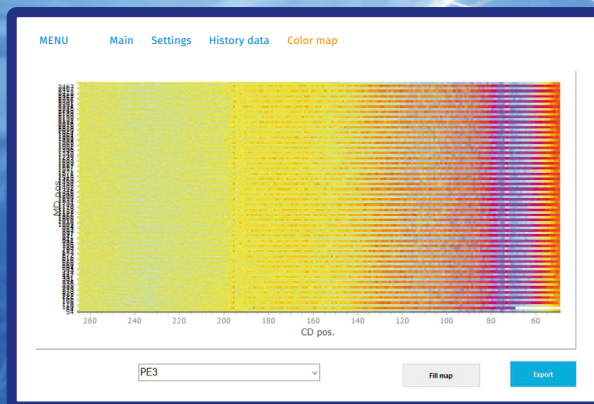 MENU Main Settings History data Color map
MD pos.
260 240 220 200 180 160 140 120 100 80 60
CD pos.
PE3
Fill map
Export